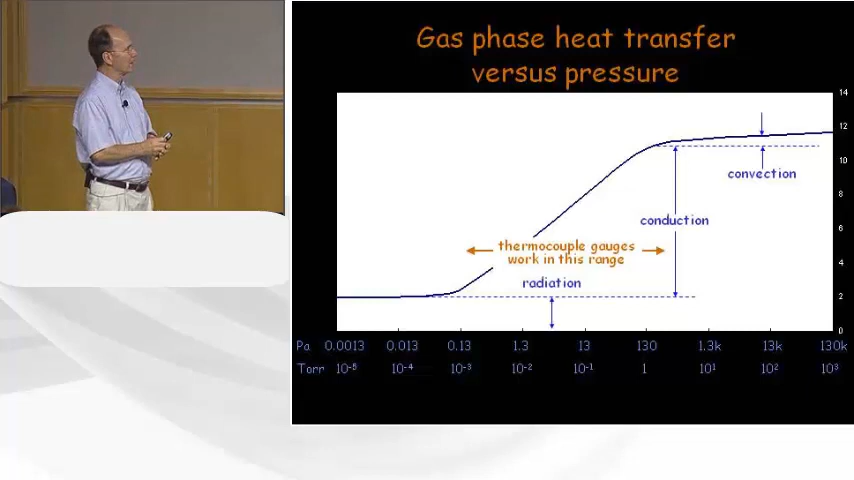 Gas phase heat transfer
versus pressure
14
12
10
8
6
4
2
0
convection
conduction
thermocouple gauges
work in this range
radiation
Pa 0.0013 0.013 0.13 1.3 13 130 1.3k 13k 130k
Torr 10⁻⁵ 10⁻⁴ 10⁻³ 10⁻² 10⁻¹ 1 10¹ 10² 10³